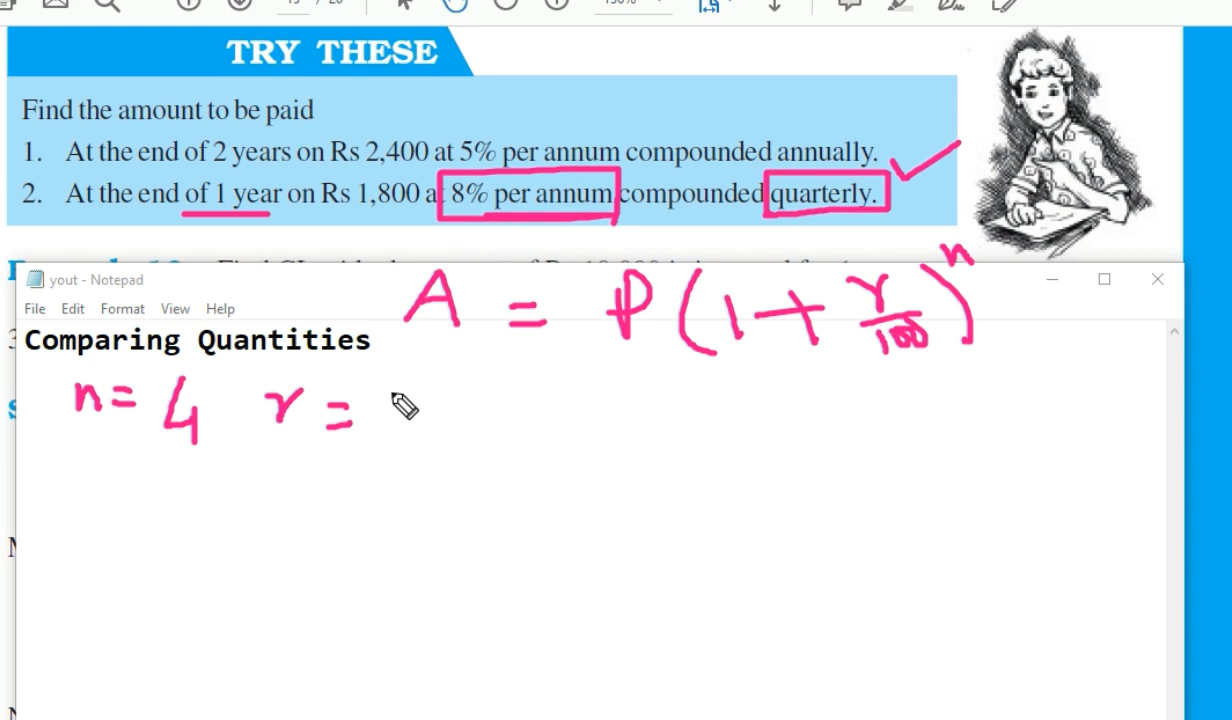 TRY THESE
Find the amount to be paid
1. At the end of 2 years on Rs 2,400 at 5% per annum compounded annually.
2. At the end of 1 year on Rs 1,800 at 8% per annum compounded quarterly.
yout - Notepad
File Edit Format View Help
A = P(1+r/100)^n
Comparing Quantities
n= 4 r =